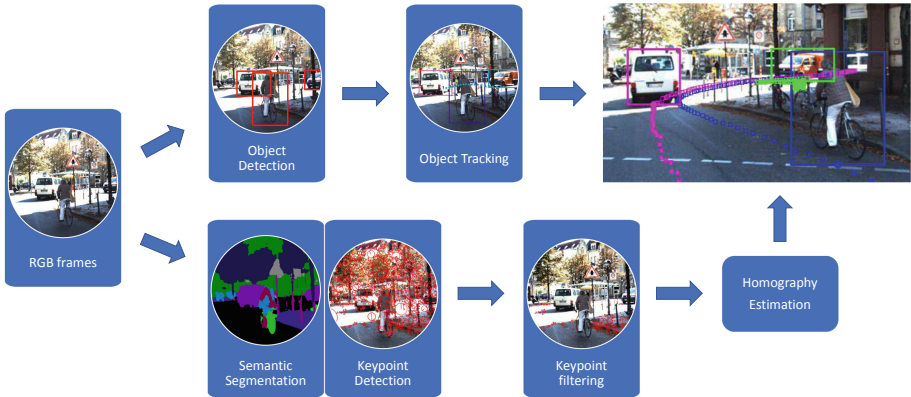 RGB frames
Object
Detection
Object Tracking
Semantic
Segmentation
Keypoint
Detection
Keypoint
filtering
Homography
Estimation